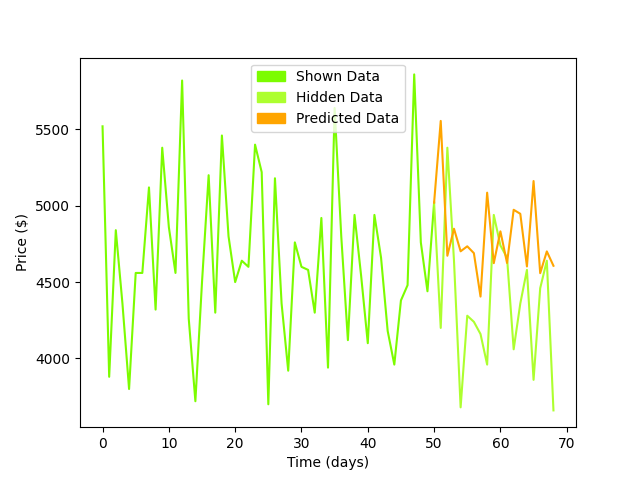 Shown Data
Hidden Data
Predicted Data
Price ($)
5500
5000
4500
4000
0 10 20 30 40 50 60 70
Time (days)